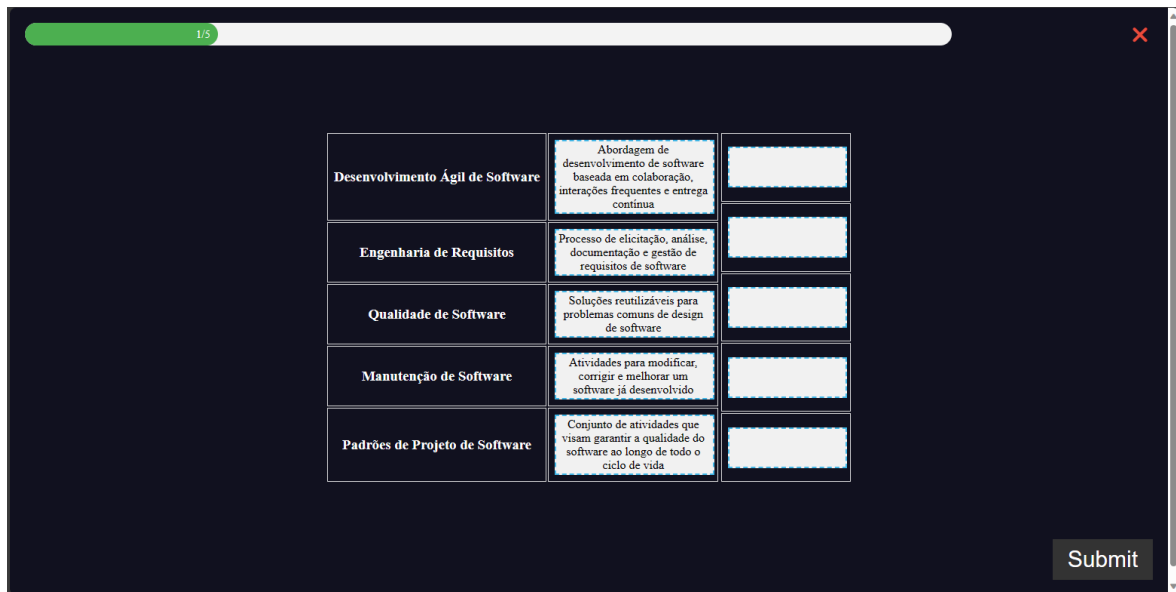 1/5
Desenvolvimento Ágil de Software
Abordagem de
desenvolvimento de software
baseada em colaboração,
interações frequentes e entrega
contínua
Engenharia de Requisitos
Processo de elicitação, análise,
documentação e gestão de
requisitos de software
Qualidade de Software
Soluções reutilizáveis para
problemas comuns de design
de software
Manutenção de Software
Atividades para modificar,
corrigir e melhorar um
software já desenvolvido
Padrões de Projeto de Software
Conjunto de atividades que
visam garantir a qualidade do
software ao longo de todo o
ciclo de vida
Submit